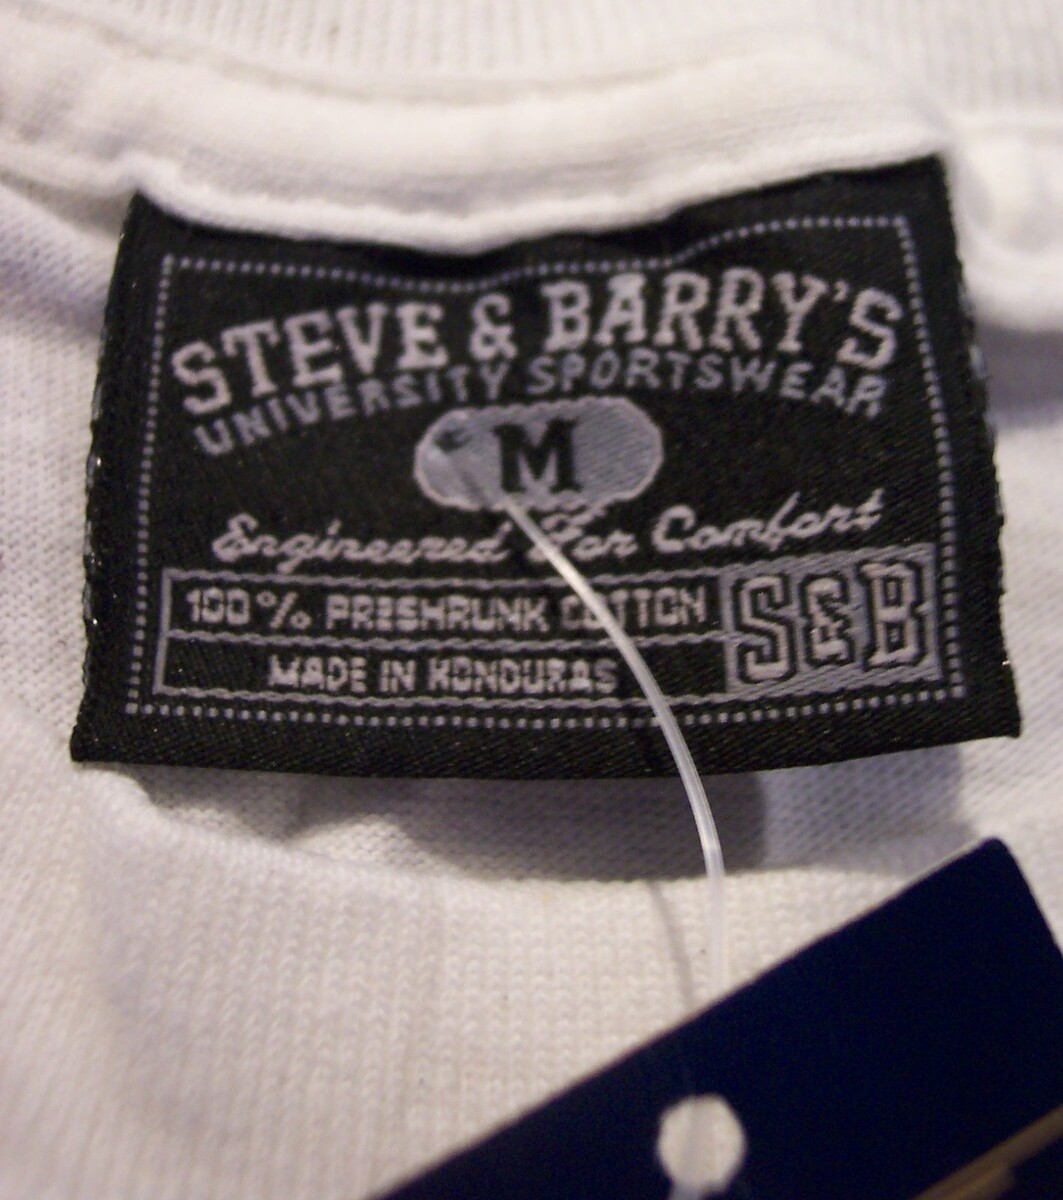 STEVE & BARRY'S
UNIVERSITY SPORTSWEAR
M
Engineered For Comfort
100% PRESHRUNK COTTON
MADE IN HONDURAS
S&B